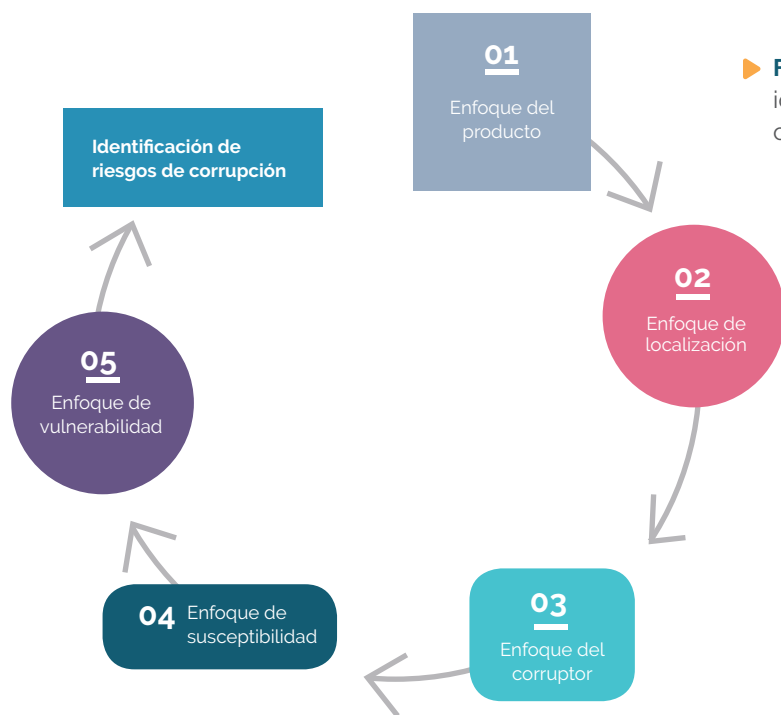 01
Enfoque del
producto
02
Enfoque de
localización
03
Enfoque del
corruptor
04
Enfoque de
susceptibilidad
05
Enfoque de
vulnerabilidad
Identificación de
riesgos de corrupción